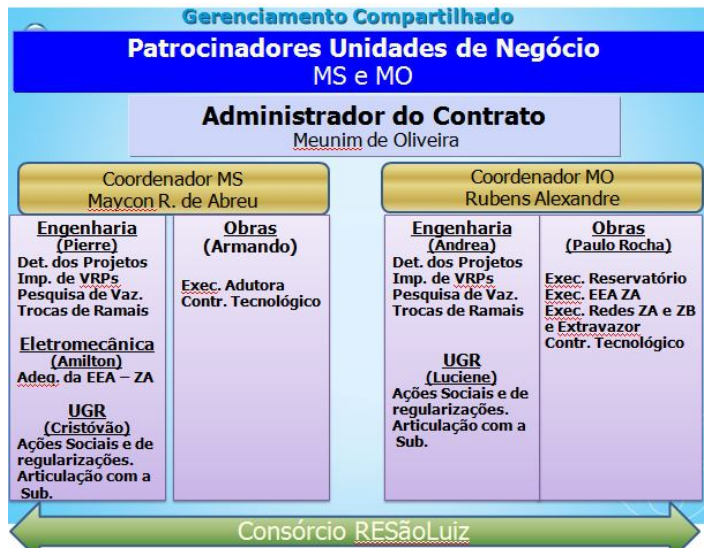 Gerenciamento Compartilhado
Patrocinadores Unidades de Negócio
MS e MO
Administrador do Contrato
Meunim de Oliveira
Coordenador MS
Maycon R. de Abreu
Engenharia
(Pierre)
Det. dos Projetos
Imp. de VRPs
Pesquisa de Vaz.
Trocas de Ramais
Eletromecânica
(Amilton)
Adeq. da EEA – ZA
UGR
(Cristóvão)
Ações Sociais e de
regularizações.
Articulação com a
Sub.
Obras
(Armando)
Exec. Adutora
Contr. Tecnológico
Coordenador MO
Rubens Alexandre
Engenharia
(Andrea)
Det. dos Projetos
Imp. de VRPs
Pesquisa de Vaz.
Trocas de Ramais
UGR
(Luciene)
Ações Sociais e de
regularizações.
Articulação com a
Sub.
Obras
(Paulo Rocha)
Exec. Reservatório
Exec. EEA ZA
Exec. Redes ZA e ZB
e Extravazor
Contr. Tecnológico
Consórcio RESãoLuiz